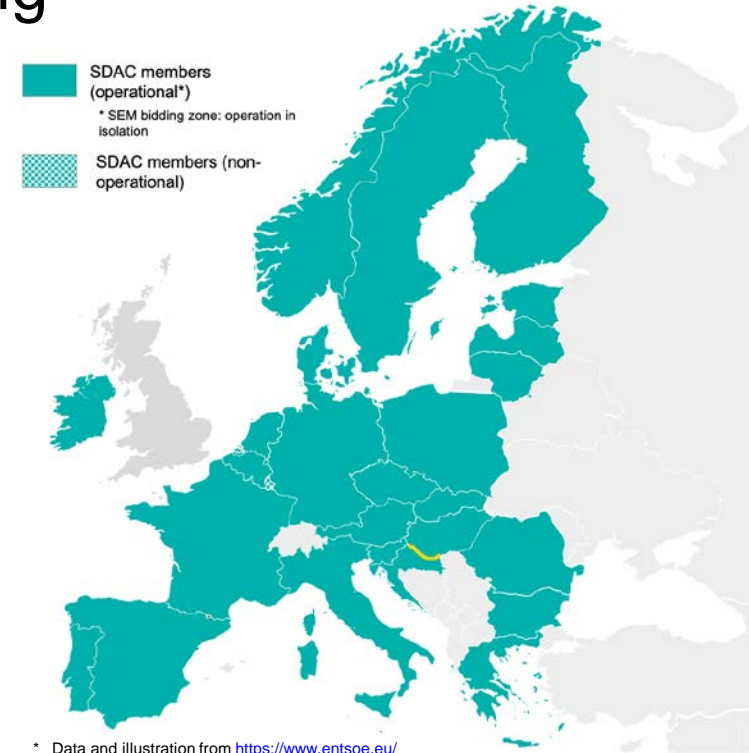 SDAC members
(operational*)
* SEM bidding zone: operation in
isolation
SDAC members (non-
operational)
* Data and illustration from https://www.entsoe.eu/